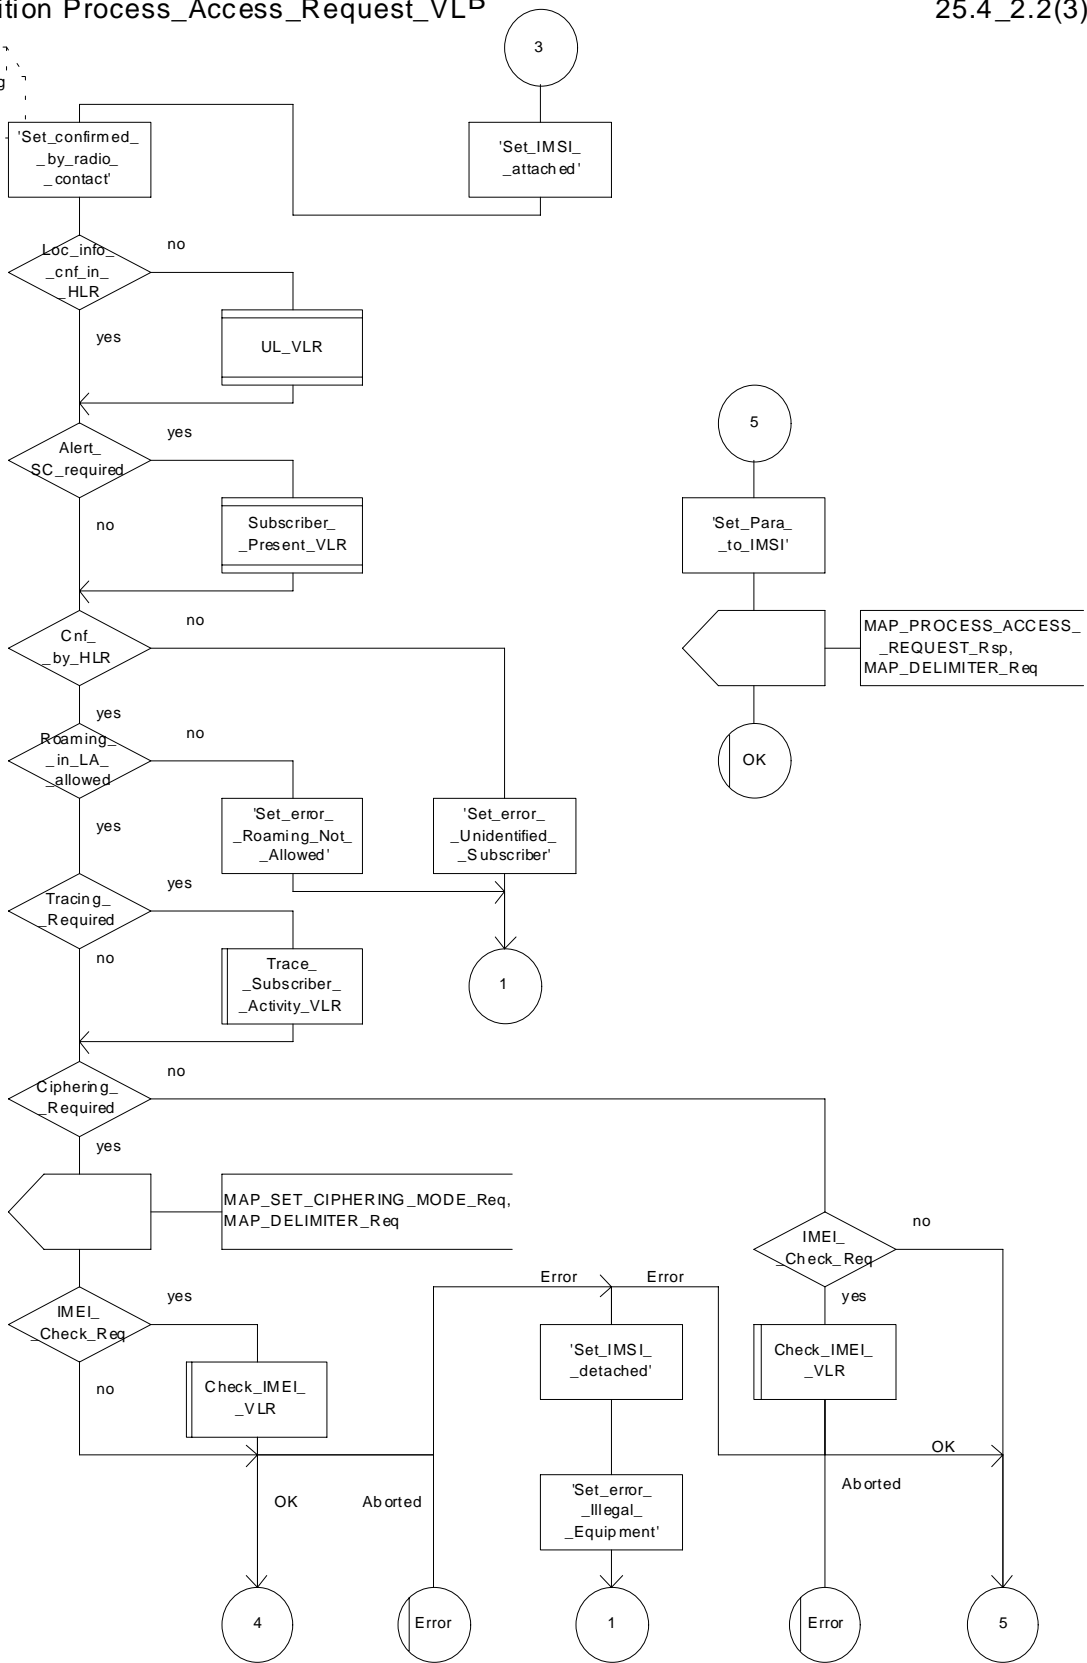 ition Process_Access_Request_VLR
25.4_2.2(3)
3
g
'Set_confirmed_
_by_radio_
_contact'
'Set_IMSI_
_attached'
Loc_info_
_cnf_in_
_HLR
no
yes
UL_VLR
Alert_
SC_required
yes
no
Subscriber_
_Present_VLR
5
'Set_Para_
_to_IMSI'
Cnf_
_by_HLR
no
yes
MAP_PROCESS_ACCESS_
_REQUEST_Rsp,
MAP_DELIMITER_Req
OK
Roaming_
_in_LA_
_allowed
no
yes
'Set_error_
_Roaming_Not_
_Allowed'
'Set_error_
_Unidentified_
_Subscriber'
Tracing_
_Required
yes
no
Trace_
_Subscriber_
_Activity_VLR
1
Ciphering_
_Required
no
yes
MAP_SET_CIPHERING_MODE_Req,
MAP_DELIMITER_Req
IMEI_
_Check_Req
no
yes
Error
Error
IMEI_
_Check_Req
yes
no
Check_IMEI_
_VLR
'Set_IMSI_
_detached'
Check_IMEI_
_VLR
OK
Aborted
OK
Aborted
'Set_error_
_Illegal_
_Equipment'
4
Error
1
Error
5